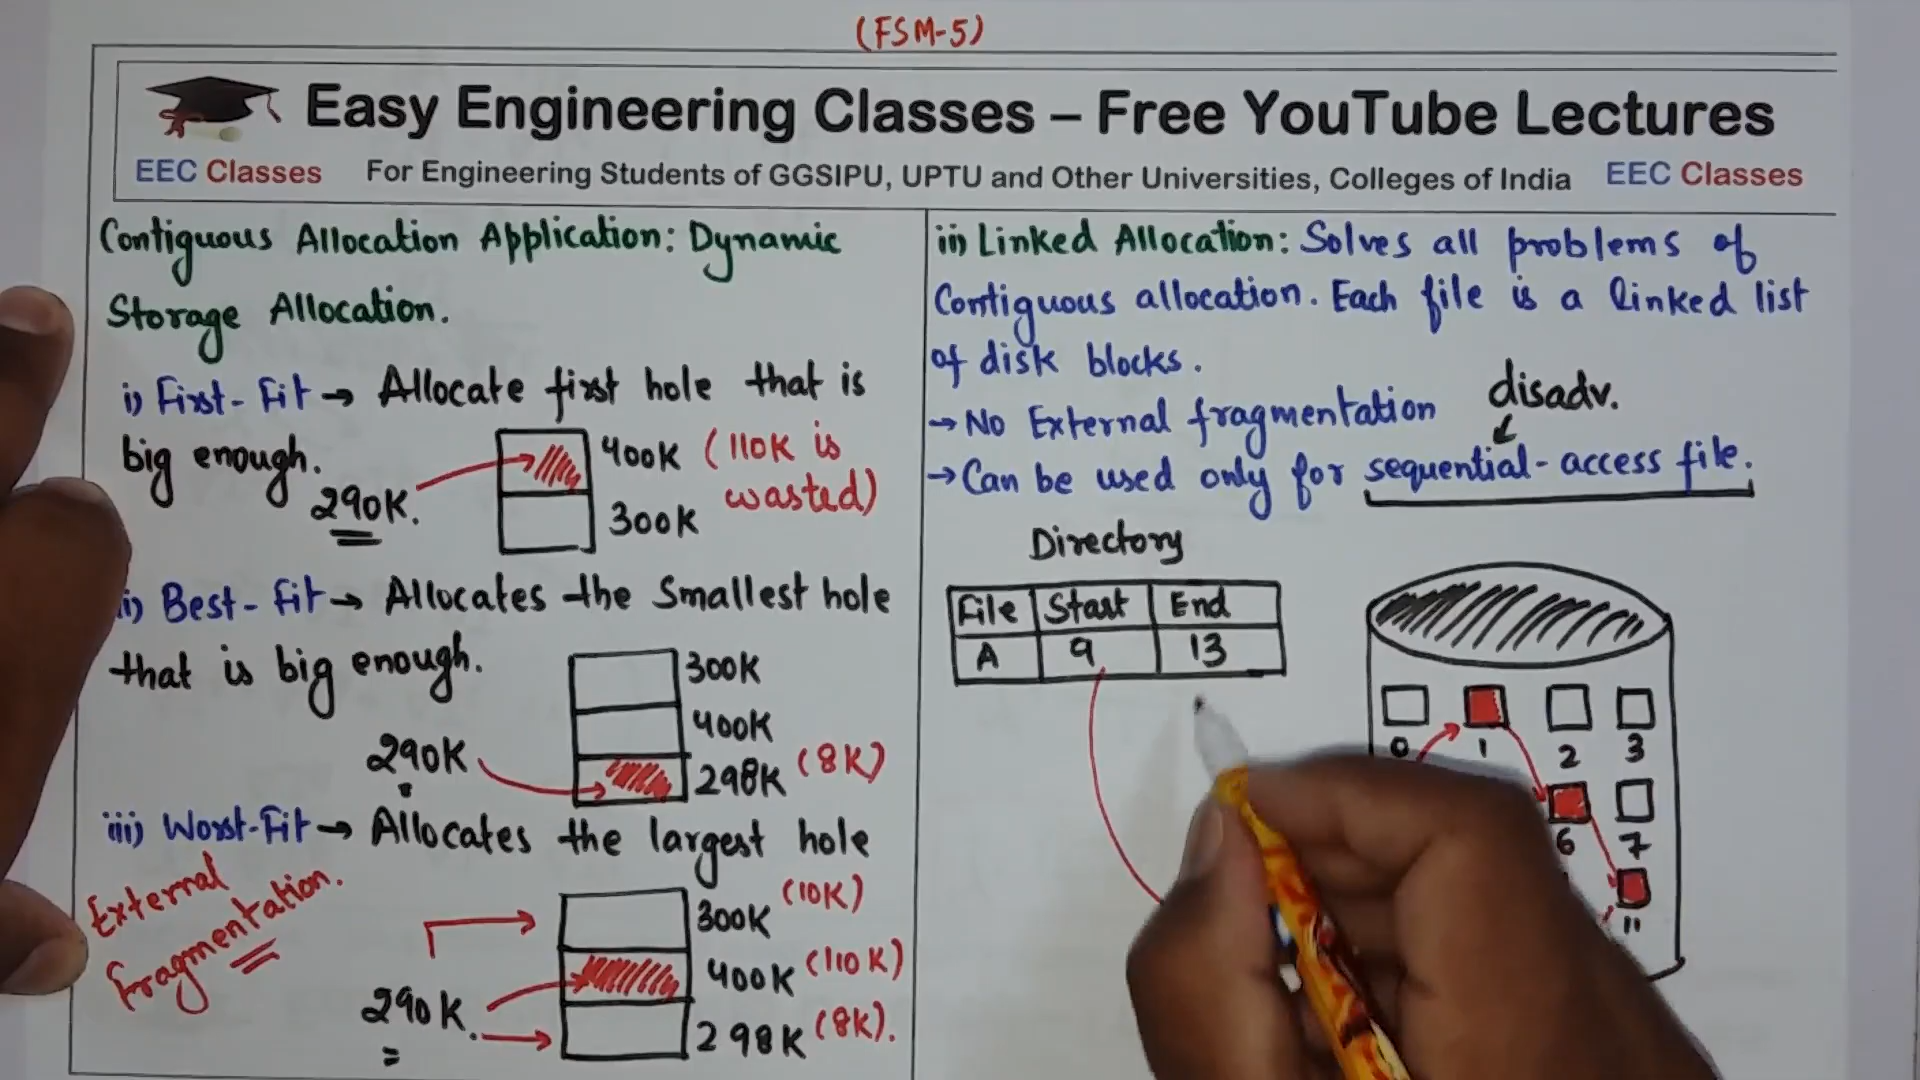 (FSM-5)
Easy Engineering Classes – Free YouTube Lectures
EEC Classes For Engineering Students of GGSIPU, UPTU and Other Universities, Colleges of India EEC Classes
Contiguous Allocation Application: Dynamic
Storage Allocation.
i) First-Fit → Allocate first hole that is
big enough.
290K.
400K (110K is
wasted)
300K
ii) Best-Fit → Allocates the Smallest hole
that is big enough.
300K
400K
290K
298K (8K)
iii) Worst-Fit → Allocates the largest hole
External
fragmentation.
300K (10K)
400K (110K)
290K.
298K (8K).
ii) Linked Allocation: Solves all problems of
Contiguous allocation. Each file is a linked list
of disk blocks.
disadv.
→ No External fragmentation
→ Can be used only for sequential-access file.
Directory
File Start End
A 9 13
0 1 2 3
6 7
11